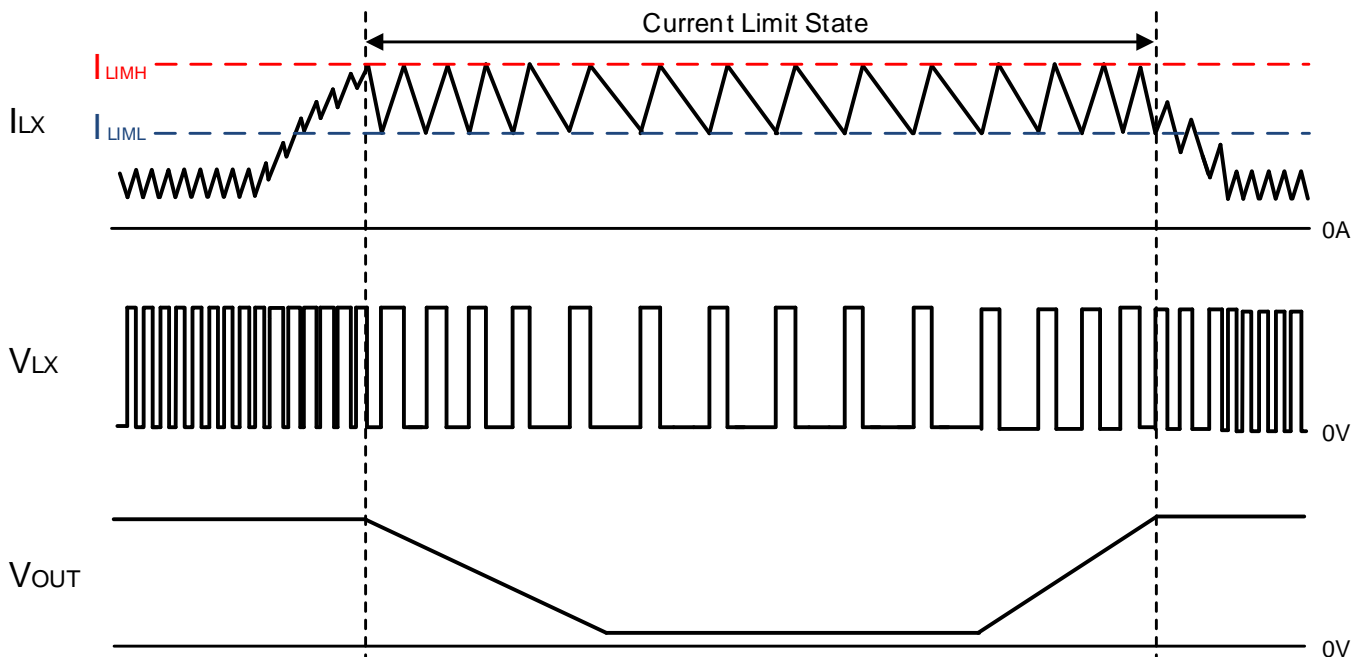 Current Limit State
ILIMH
ILX
ILIML
0A
VLX
0V
VOUT
0V